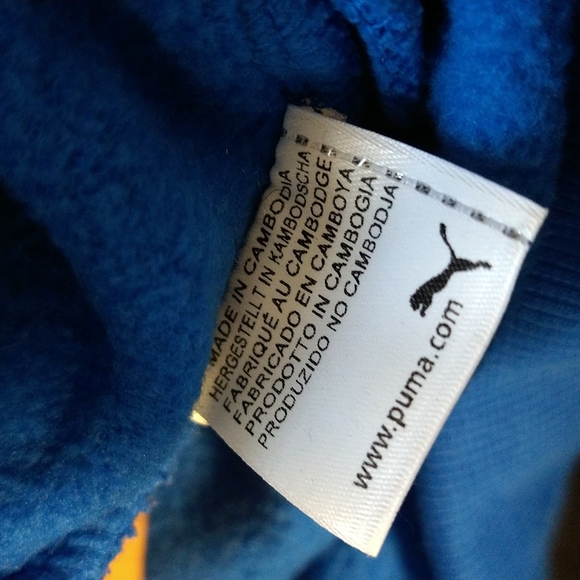 MADE IN CAMBODIA
HERGESTELLT IN KAMBODSCHA
FABRIQUÉ AU CAMBODGE
FABRICADO EN CAMBOYA
PRODOTTO IN CAMBOGIA
PRODUZIDO NO CAMBODJA
www.puma.com